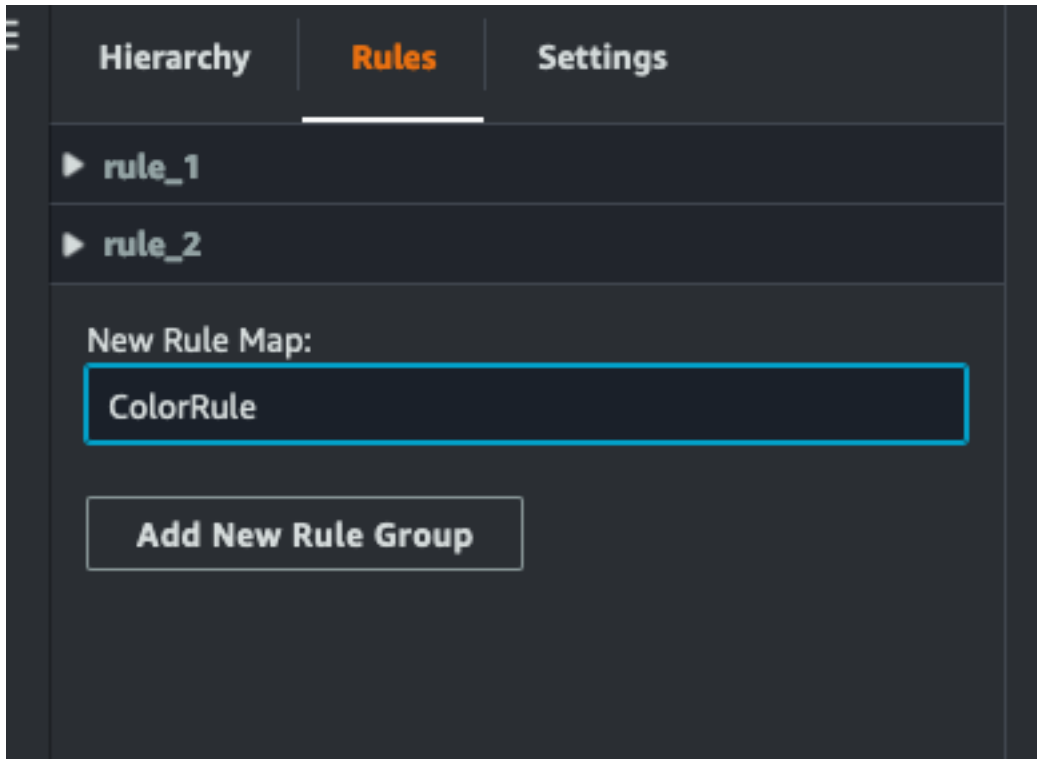 Hierarchy Rules Settings
rule_1
rule_2
New Rule Map:
ColorRule
Add New Rule Group